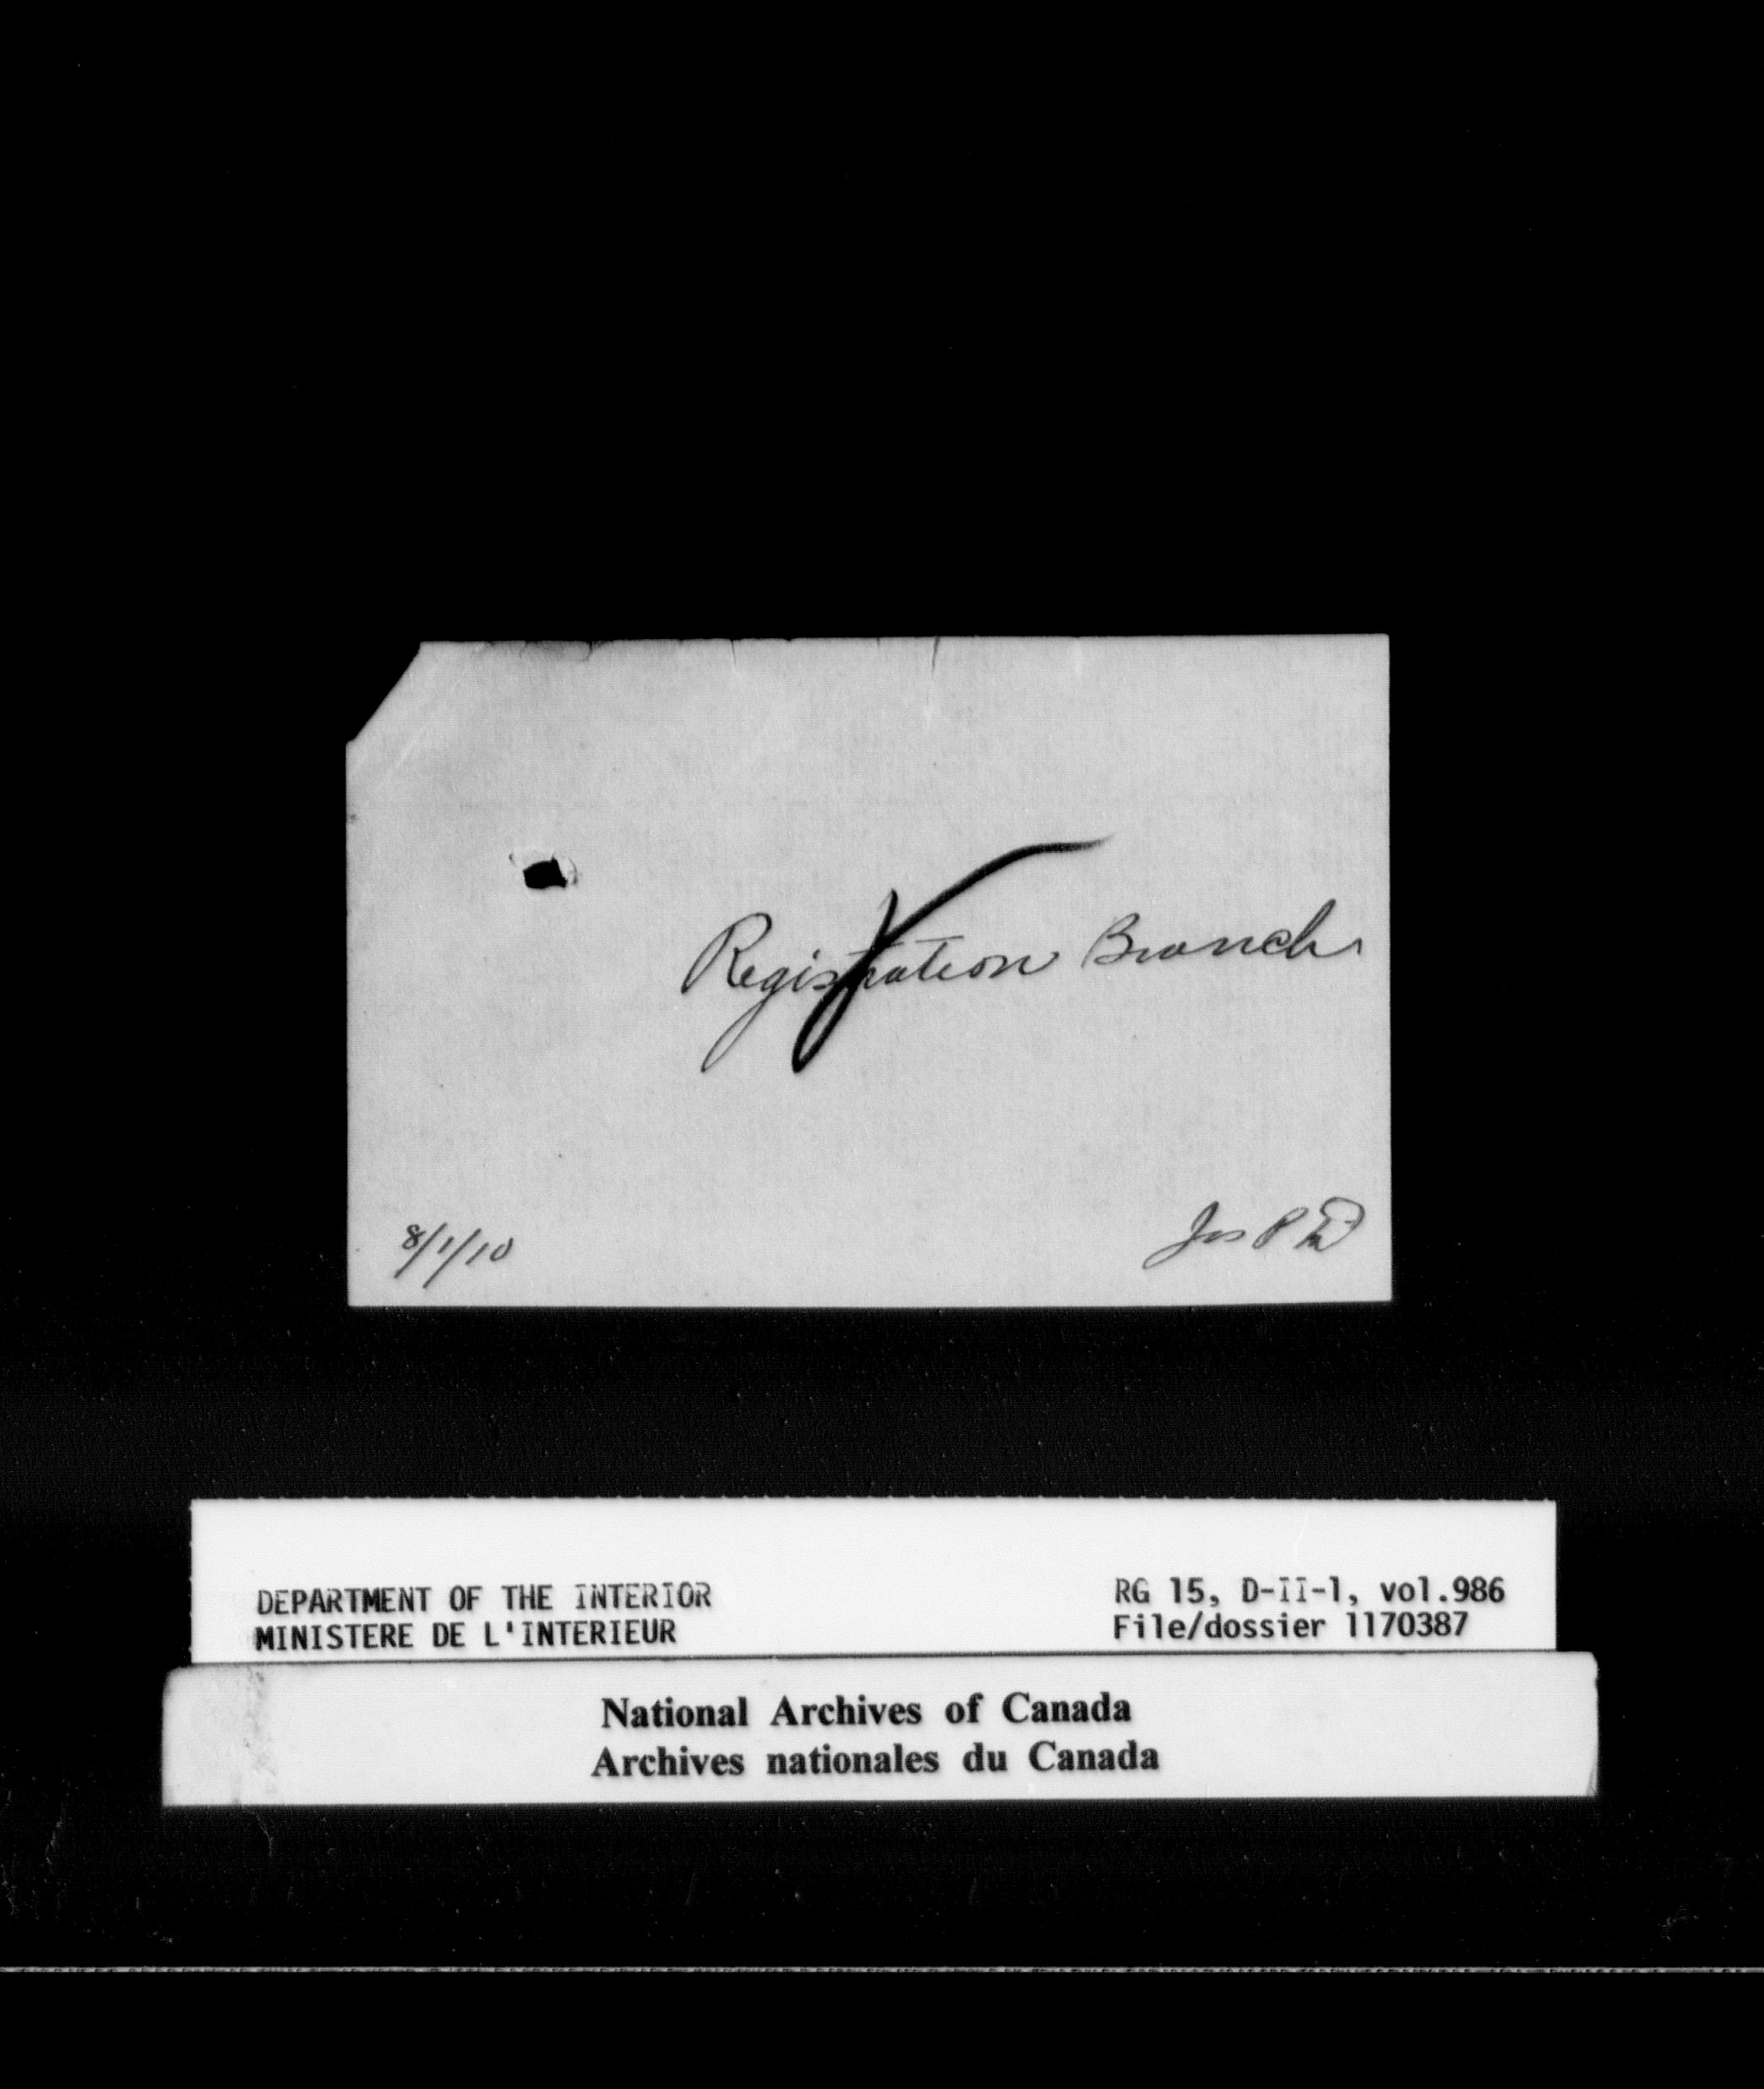 Registration Branch
8/1/10
Jos P
DEPARTMENT OF THE INTERIOR
MINISTERE DE L'INTERIEUR
RG 15, D-II-1, vol.986
File/dossier 1170387
National Archives of Canada
Archives nationales du Canada